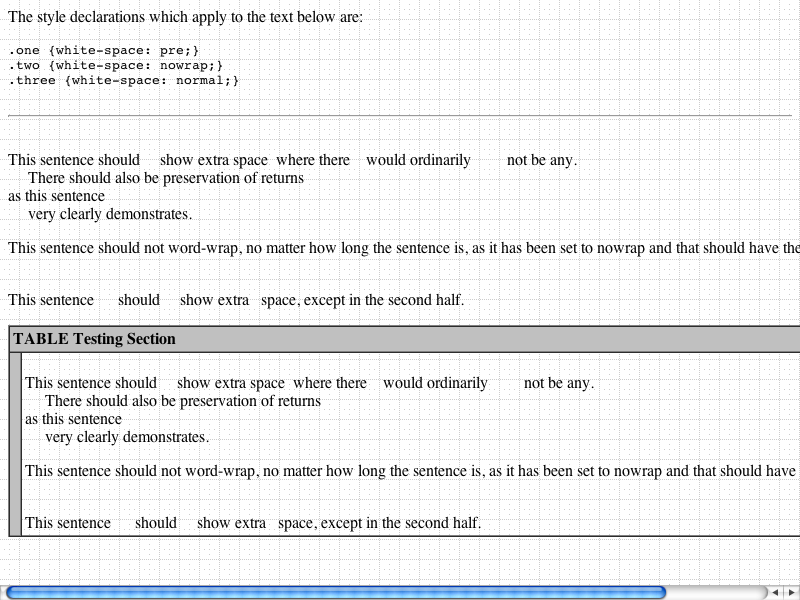 The style declarations which apply to the text below are:
.one {white-space: pre;}
.two {white-space: nowrap;}
.three {white-space: normal;}
This sentence should     show extra space  where there    would ordinarily         not be any.
     There should also be preservation of returns
as this sentence
     very clearly demonstrates.
This sentence should not word-wrap, no matter how long the sentence is, as it has been set to nowrap and that should have the
This sentence      should     show extra   space, except in the second half.
TABLE Testing Section
This sentence should     show extra space  where there    would ordinarily         not be any.
     There should also be preservation of returns
as this sentence
     very clearly demonstrates.
This sentence should not word-wrap, no matter how long the sentence is, as it has been set to nowrap and that should have
This sentence      should     show extra   space, except in the second half.